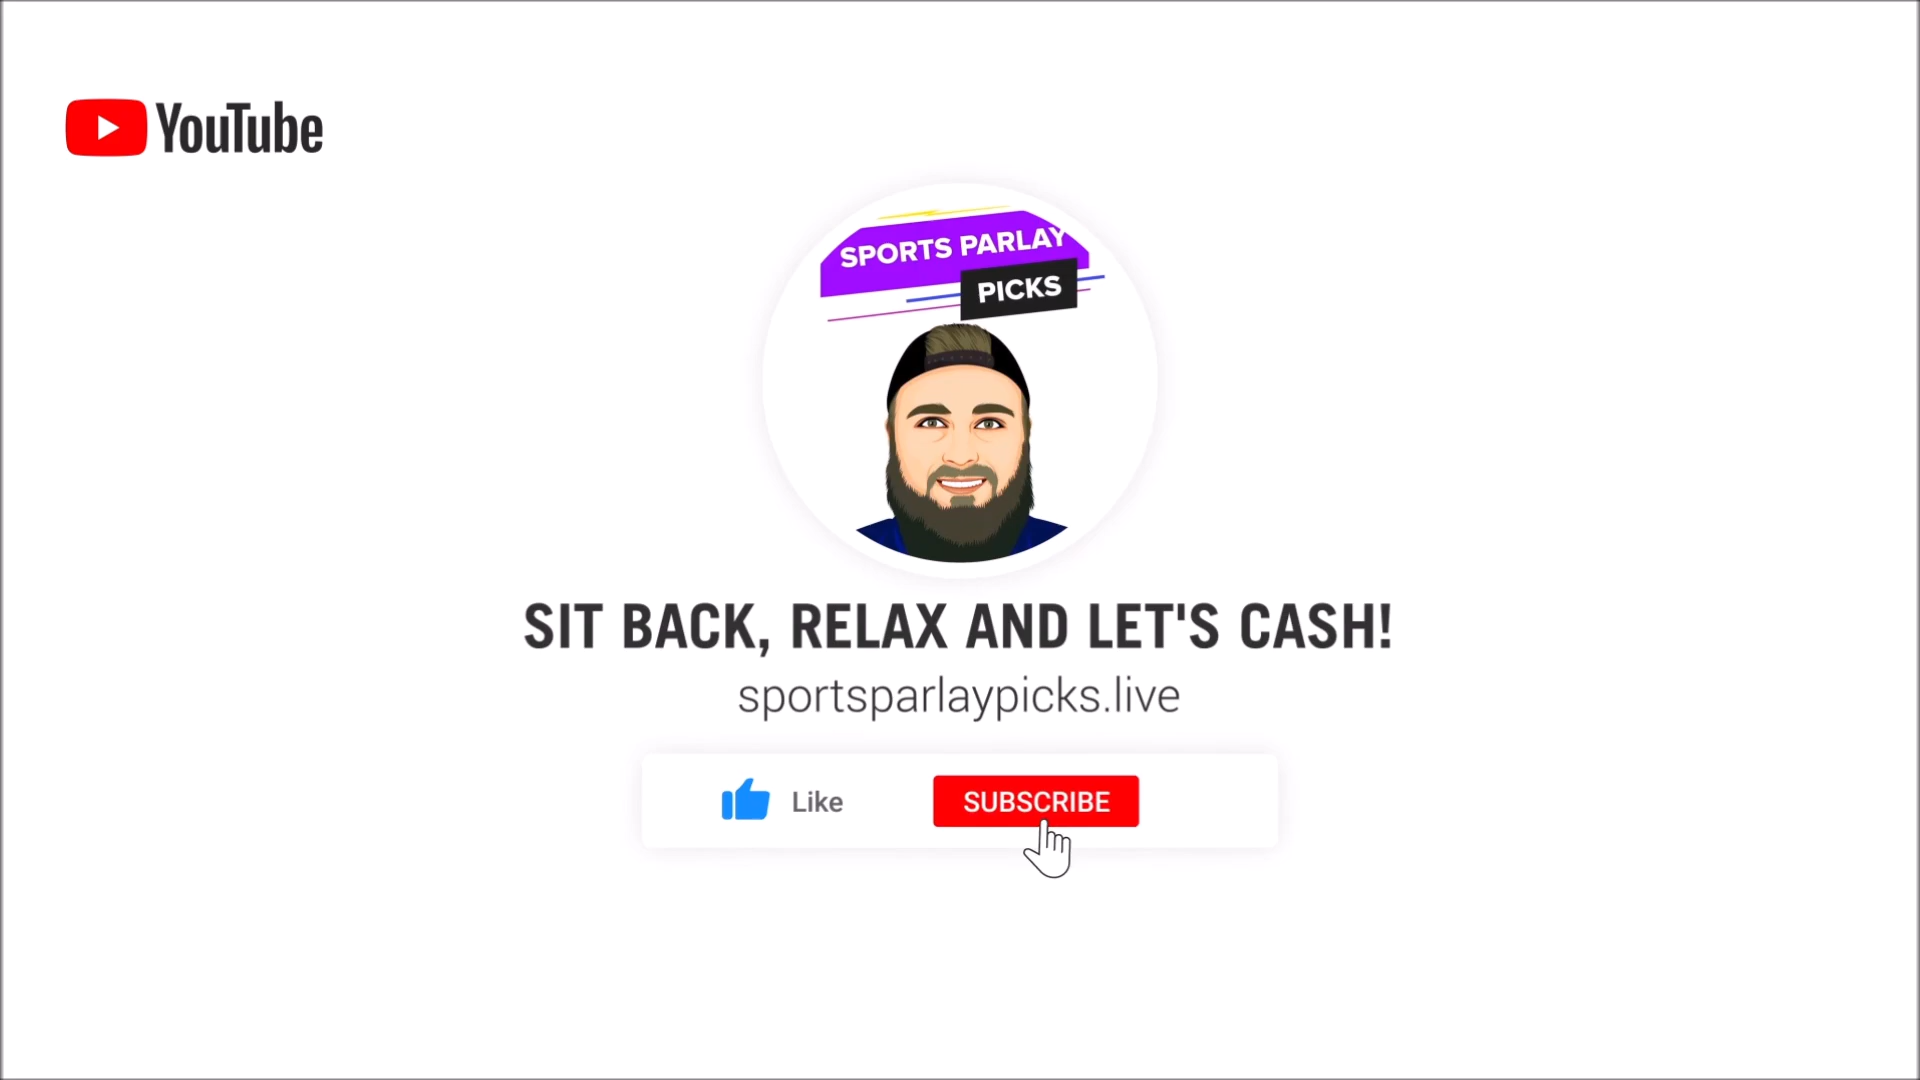 YouTube
SPORTS PARLAY
PICKS
SIT BACK, RELAX AND LET'S CASH!
sportsparlaypicks.live
Like
SUBSCRIBE